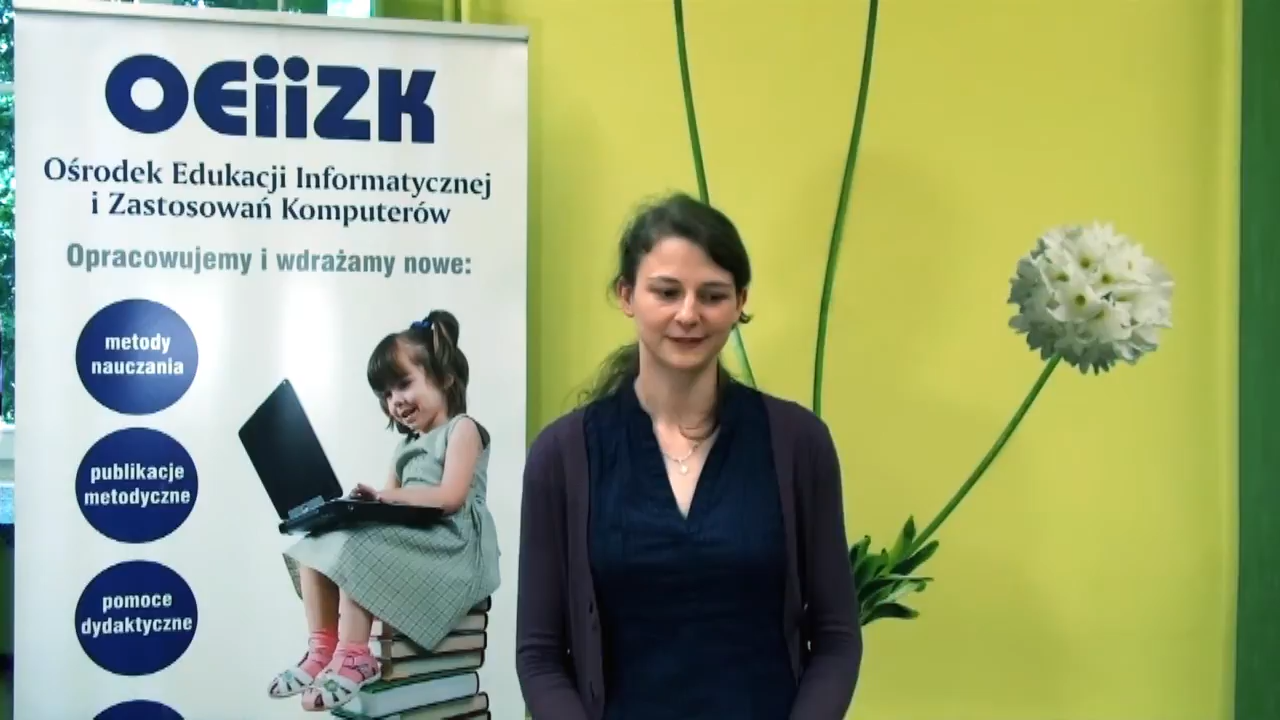 OEiiZK
Ośrodek Edukacji Informatycznej
i Zastosowań Komputerów
Opracowujemy i wdrażamy nowe:
metody
nauczania
publikacje
metodyczne
pomoce
dydaktyczne